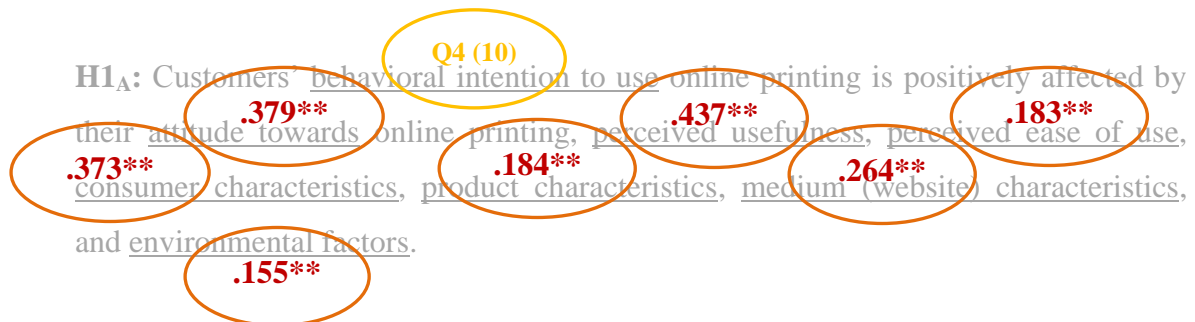 Q4 (10)
H1A: Customers’ behavioral intention to use online printing is positively affected by
.379** .437** .183**
their attitude towards online printing, perceived usefulness, perceived ease of use,
.373** .184** .264**
consumer characteristics, product characteristics, medium (website) characteristics,
and environmental factors.
.155**